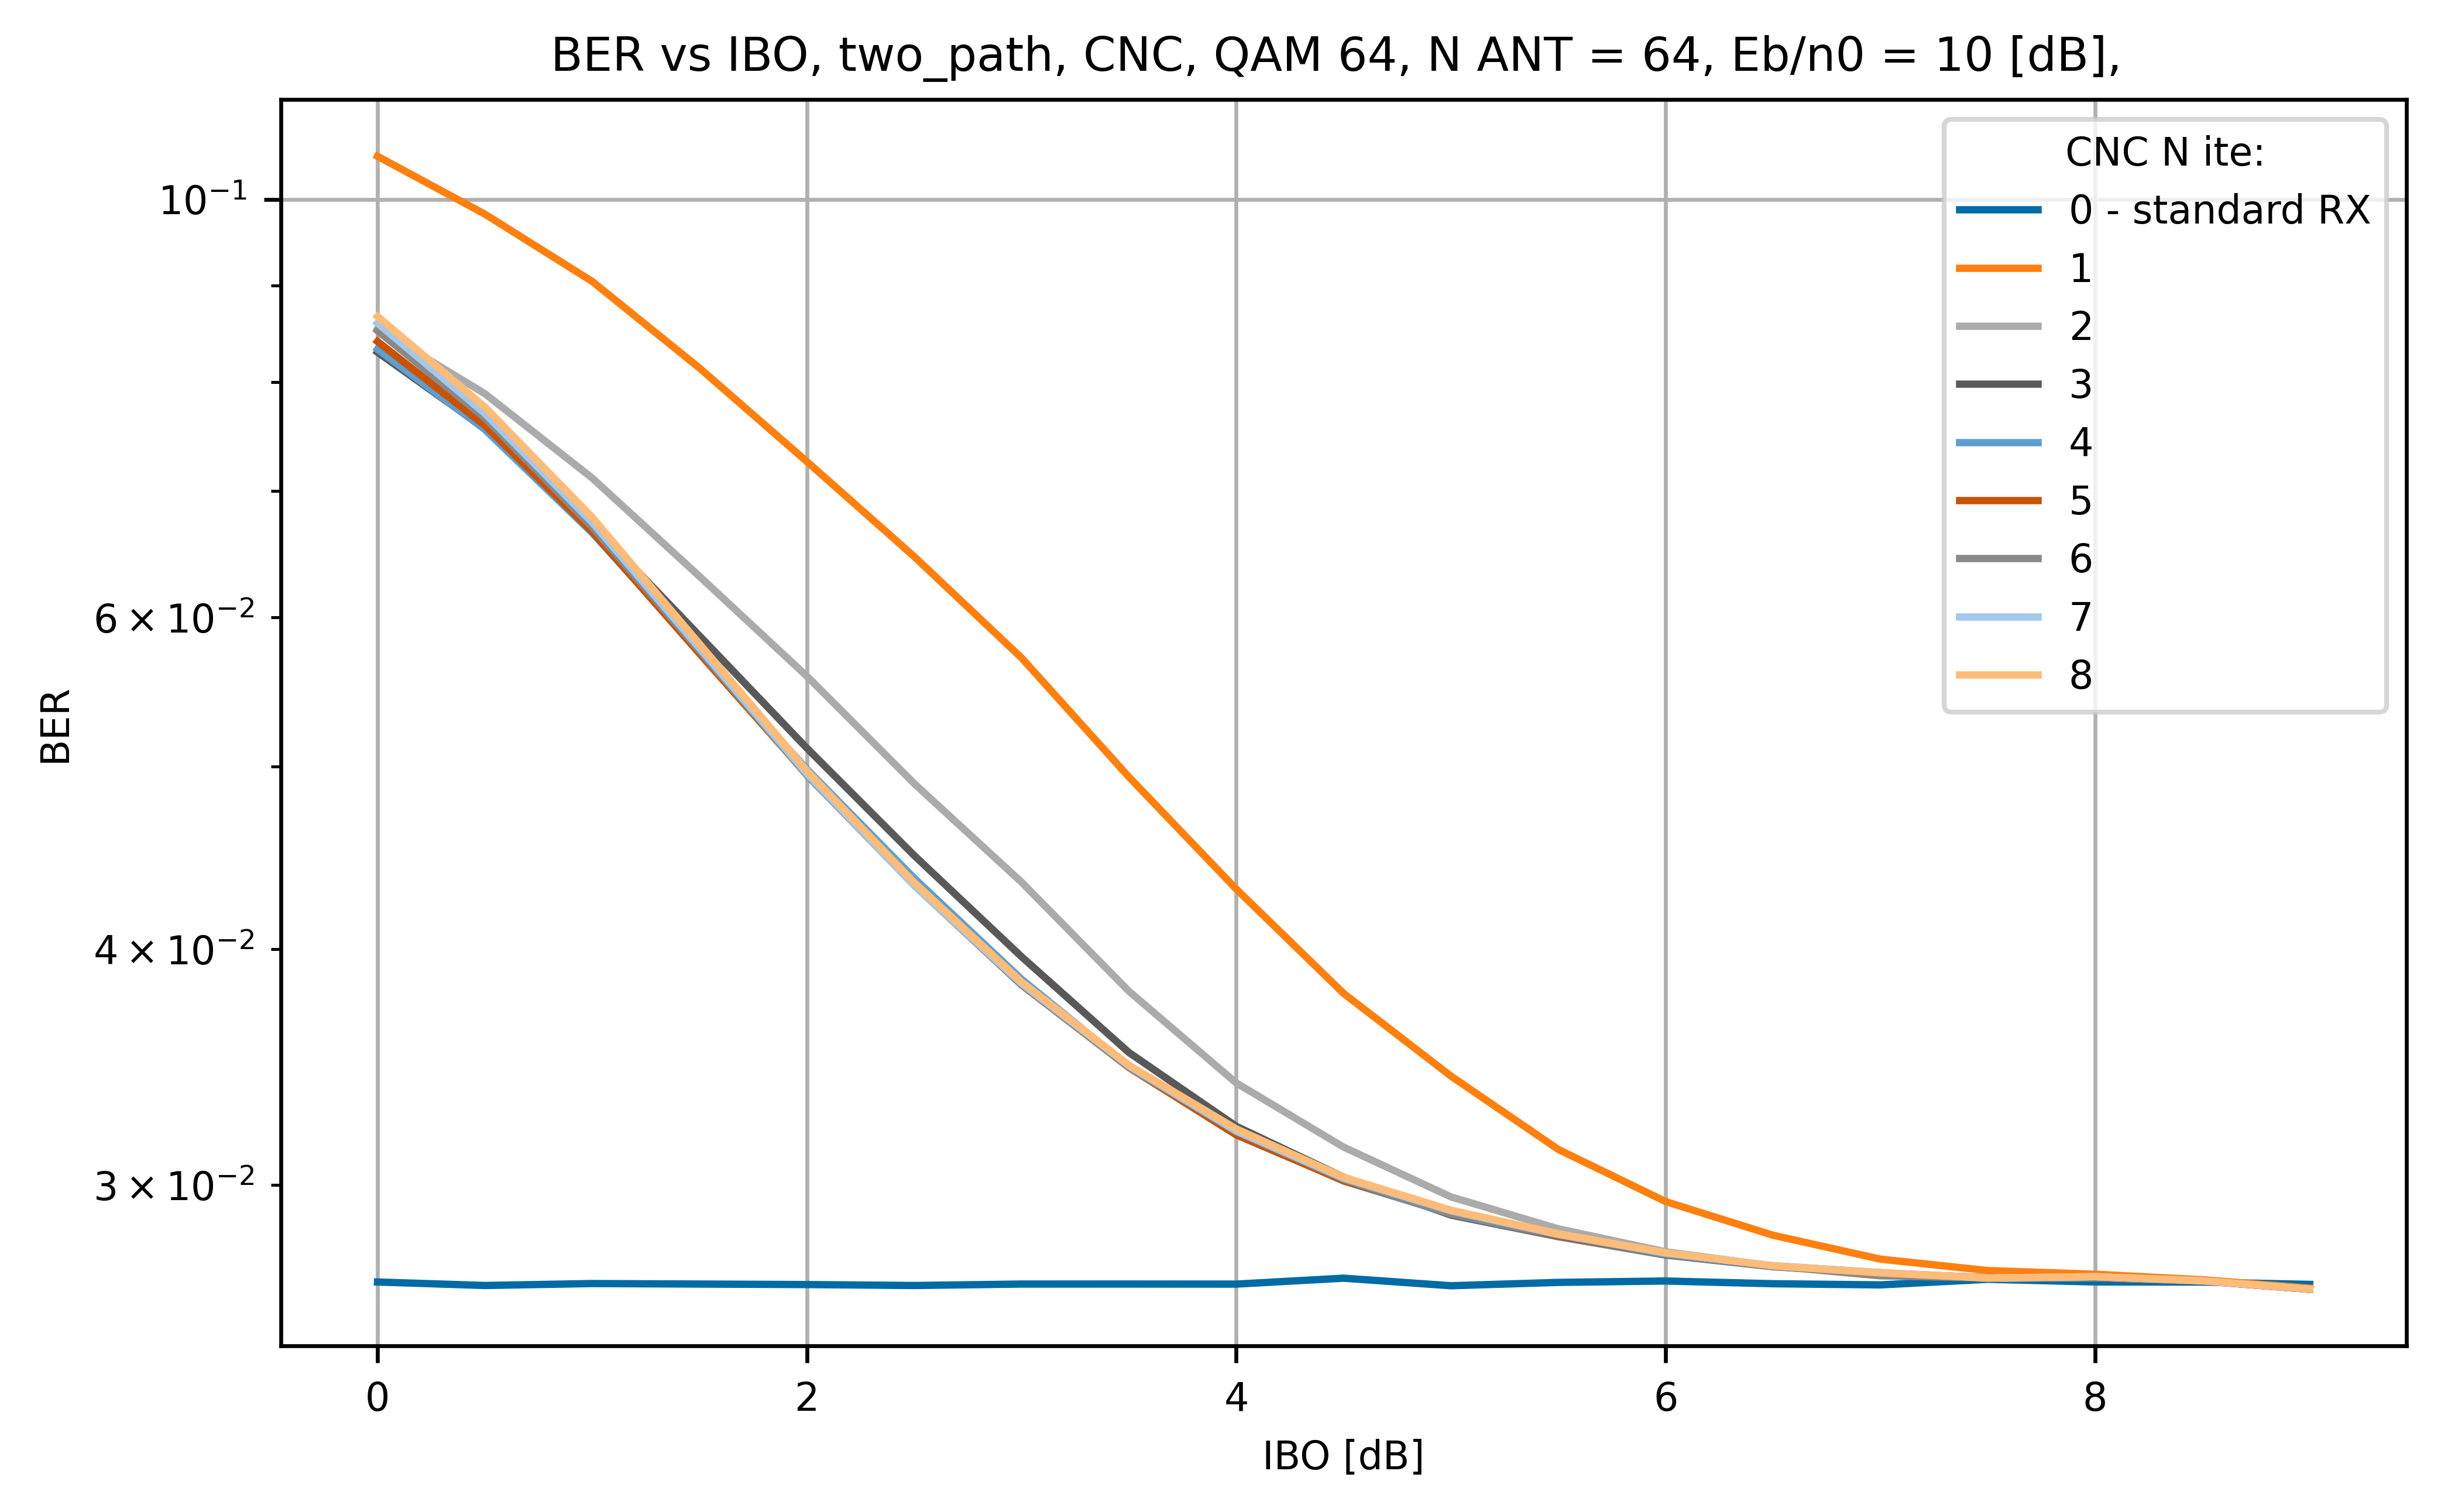 BER vs IBO, two_path, CNC, QAM 64, N ANT = 64, Eb/n0 = 10 [dB],
CNC N ite:
0 - standard RX
1
2
3
4
5
6
7
8
10⁻¹
6 × 10⁻²
4 × 10⁻²
3 × 10⁻²
BER
0 2 4 6 8
IBO [dB]